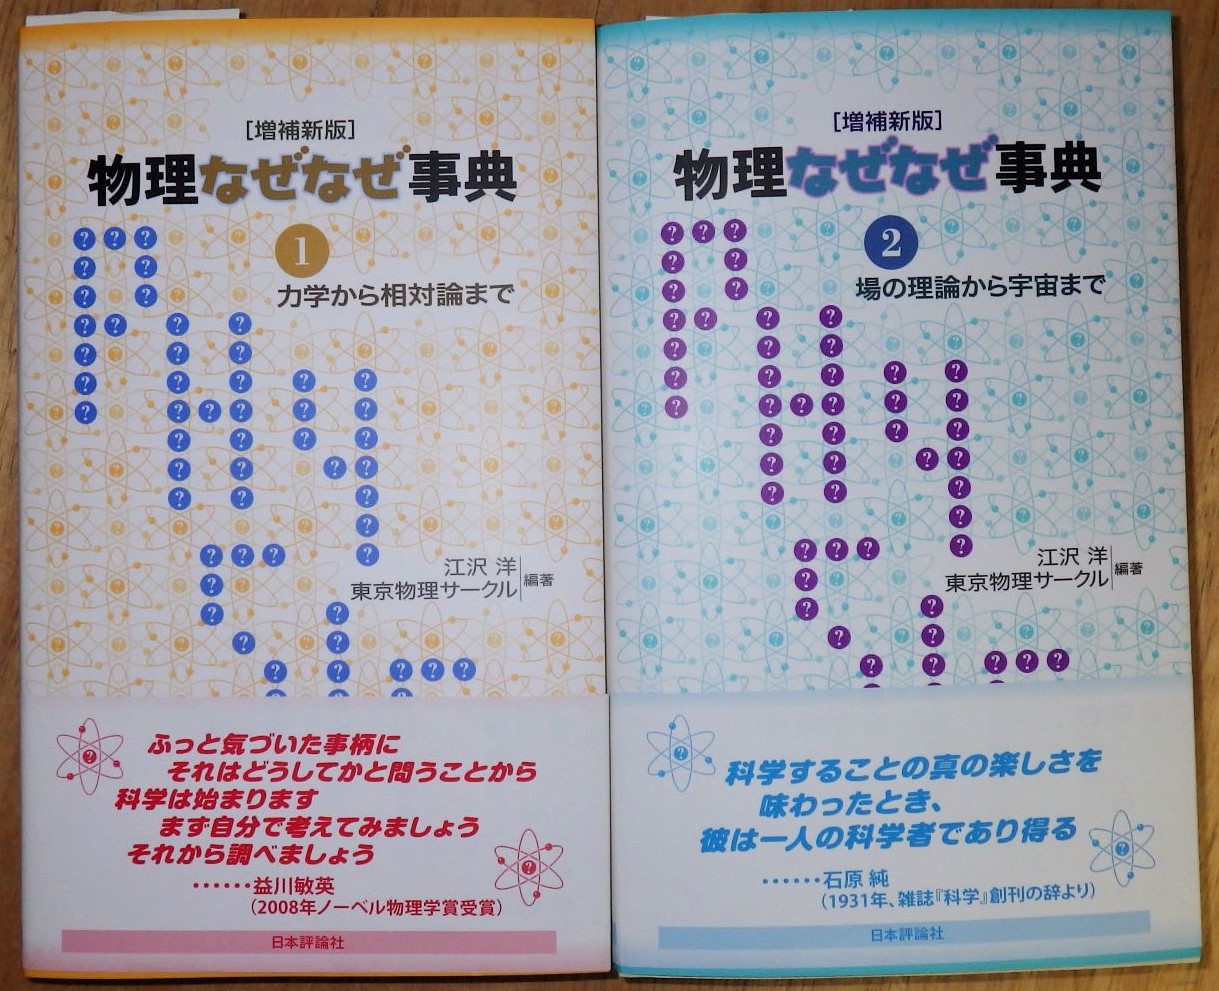 [増補新版]
物理なぜなぜ事典
1
力学から相対論まで
江沢 洋
東京物理サークル
編著
ふっと気づいた事柄に
それはどうしてかと問うことから
科学は始まります
まず自分で考えてみましょう
それから調べましょう
……益川敏英
(2008年ノーベル物理学賞受賞)
日本評論社
[増補新版]
物理なぜなぜ事典
2
場の理論から宇宙まで
江沢 洋
東京物理サークル
編著
科学することの真の楽しさを
味わったとき、
彼は一人の科学者であり得る
……石原 純
(1931年、雑誌『科学』創刊の辞より)
日本評論社